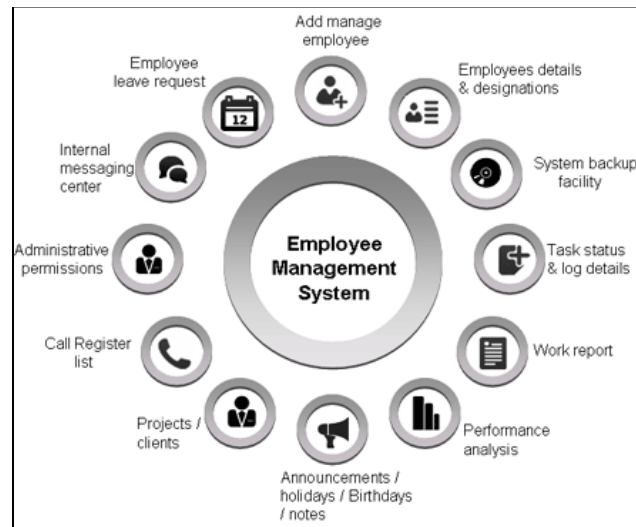 Add manage
employee
Employees details
& designations
System backup
facility
Task status
& log details
Work report
Performance
analysis
Announcements /
holidays / Birthdays
/ notes
Projects /
clients
Call Register
list
Administrative
permissions
Internal
messaging
center
Employee
leave request
12
Employee
Management
System